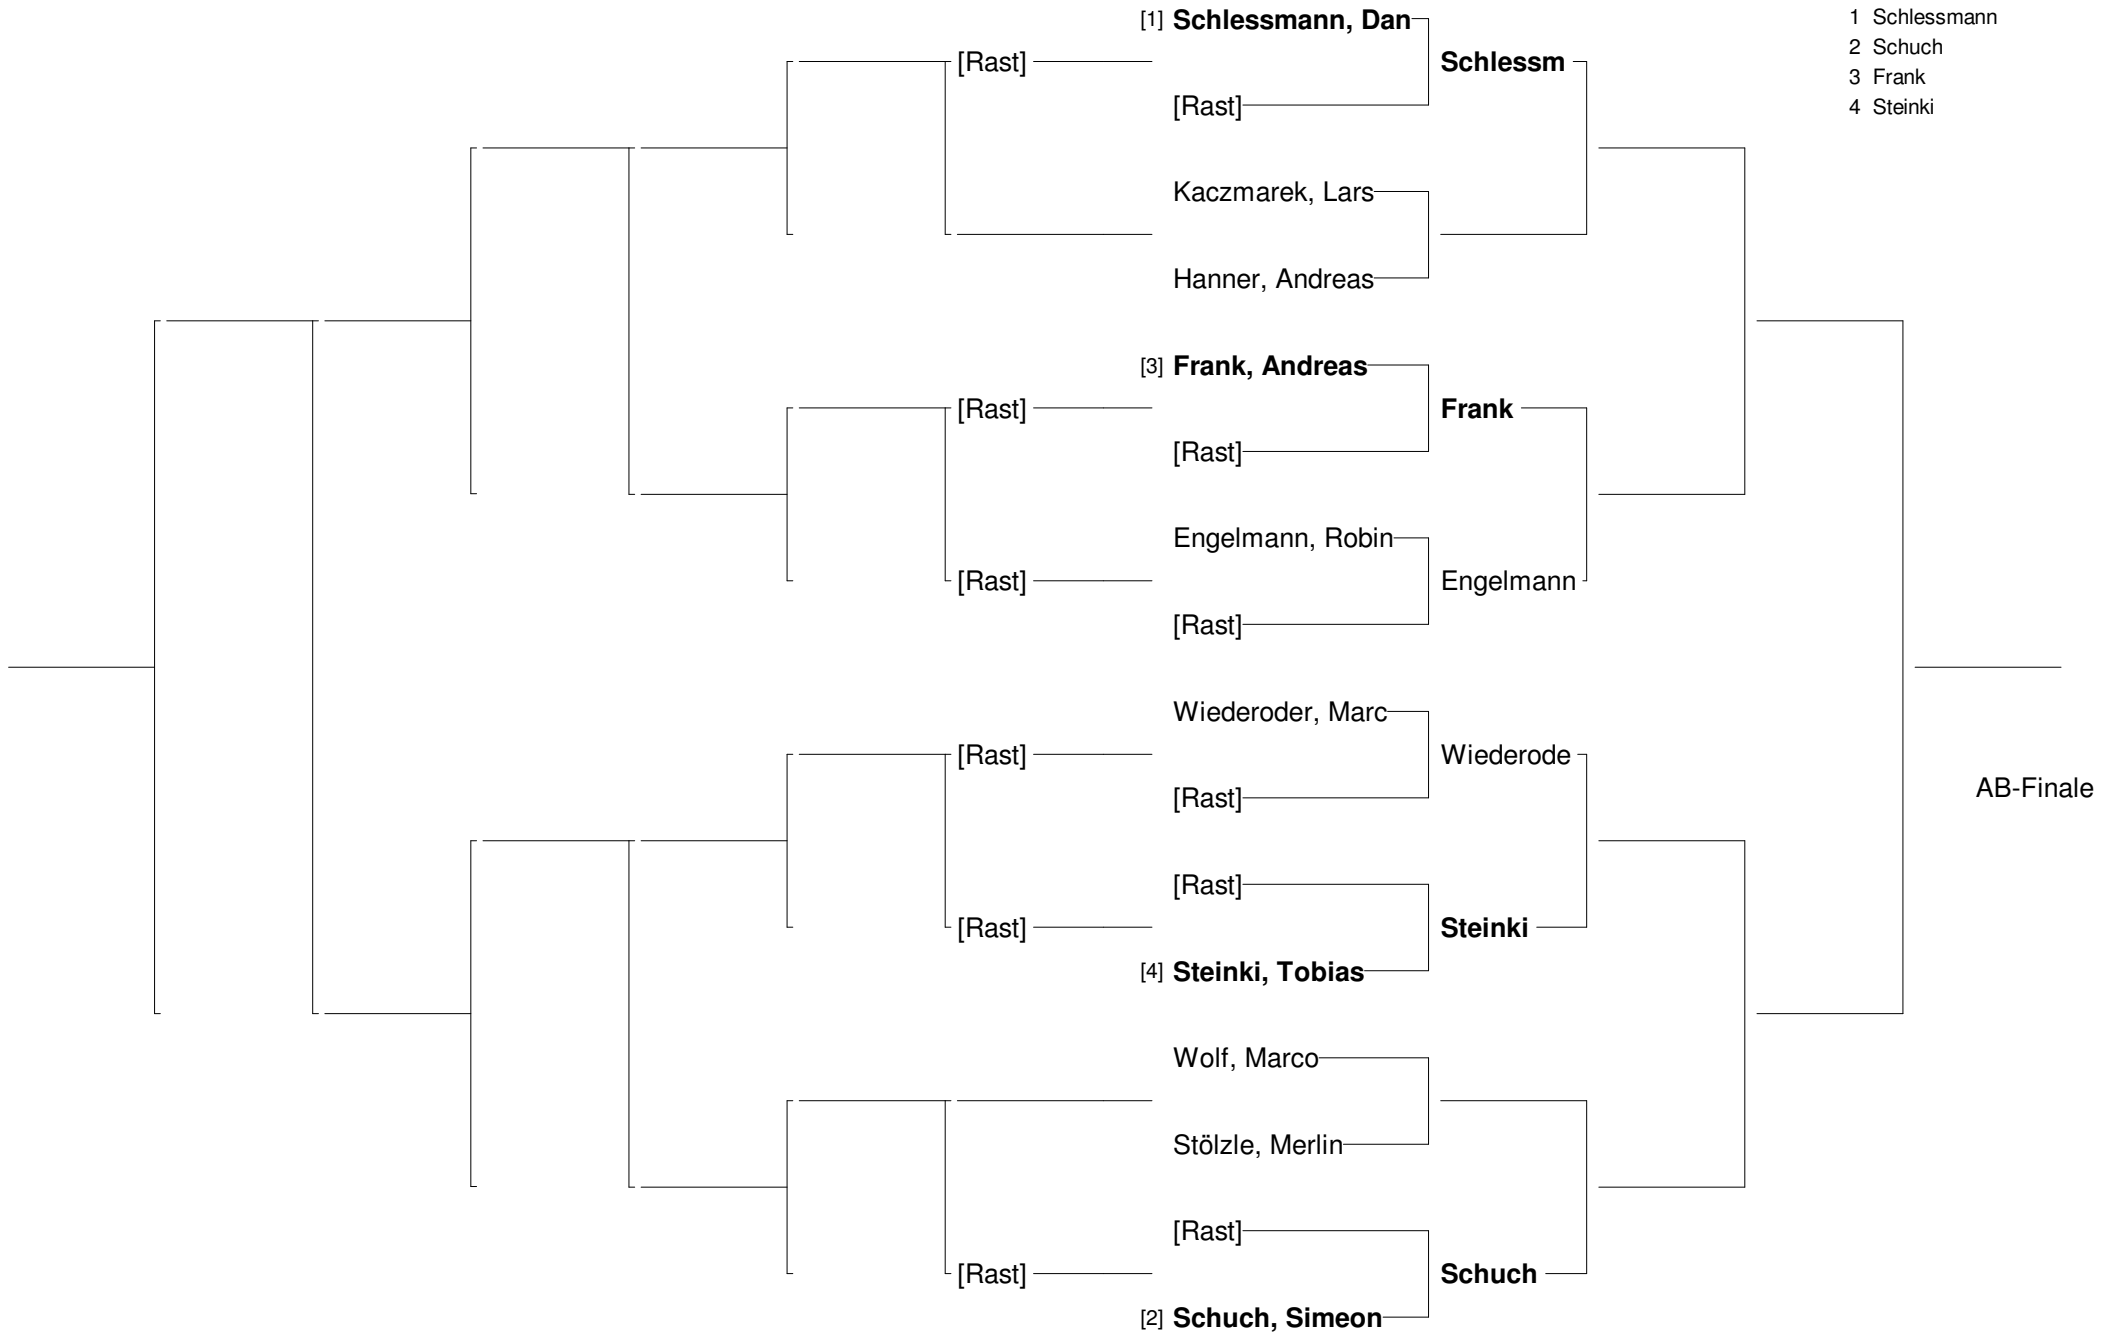 [1] Schlessmann, Dan
1 Schlessmann
2 Schuch
3 Frank
4 Steinki
[Rast]
Schlessm
[Rast]
Kaczmarek, Lars
Hanner, Andreas
[3] Frank, Andreas
[Rast]
Frank
[Rast]
Engelmann, Robin
[Rast]
Engelmann
[Rast]
Wiederoder, Marc
[Rast]
Wiederode
AB-Finale
[Rast]
[Rast]
[Rast]
Steinki
[4] Steinki, Tobias
Wolf, Marco
Stölzle, Merlin
[Rast]
[Rast]
Schuch
[2] Schuch, Simeon